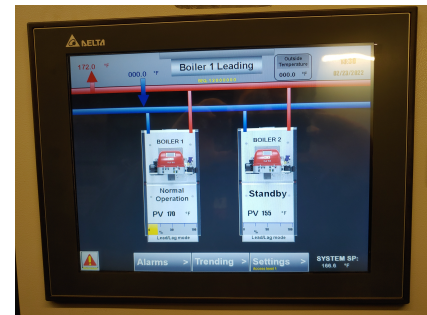 DELTA
172.0 °F
000.0 °F
Boiler 1 Leading
Outside
Temperature
000.0 °F
BOILER 1
Normal
Operation
PV 170 °F
%
Lead/Lag mode
BOILER 2
Standby
PV 155 °F
%
Lead/Lag mode
Alarms >
Trending >
Settings >
SYSTEM SP: